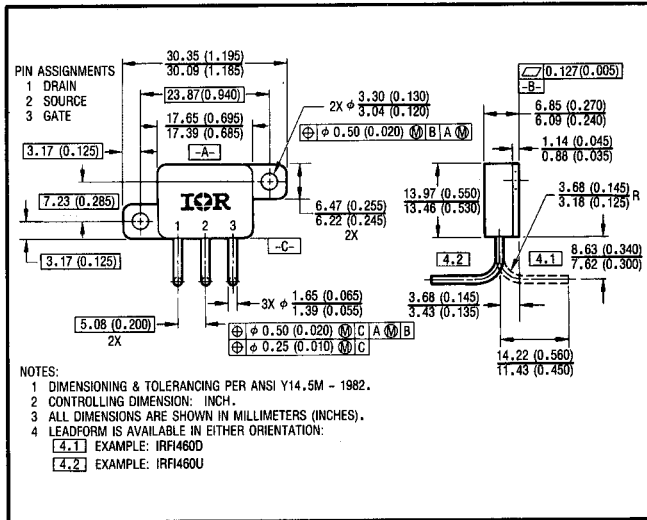 PIN ASSIGNMENTS
1 DRAIN
2 SOURCE
3 GATE
30.35 (1.195)
30.09 (1.185)
23.87(0.940)
17.65 (0.695)
17.39 (0.685)
-A-
3.17 (0.125)
7.23 (0.285)
3.17 (0.125)
2X ϕ 3.30 (0.130)
3.04 (0.120)
⌖ ϕ 0.50 (0.020) Ⓜ B A Ⓜ
IOR
1 2 3
6.47 (0.255)
6.22 (0.245)
2X
-C-
3X ϕ 1.65 (0.065)
1.39 (0.055)
5.08 (0.200)
2X
⌖ ϕ 0.50 (0.020) Ⓜ C A Ⓜ B
⌖ ϕ 0.25 (0.010) Ⓜ C
⏥ 0.127(0.005)
-B-
6.85 (0.270)
6.09 (0.240)
1.14 (0.045)
0.88 (0.035)
13.97 (0.550)
13.46 (0.530)
3.68 (0.145)
3.18 (0.125) R
4.2
4.1
8.63 (0.340)
7.62 (0.300)
3.68 (0.145)
3.43 (0.135)
14.22 (0.560)
11.43 (0.450)
NOTES:
1 DIMENSIONING & TOLERANCING PER ANSI Y14.5M - 1982.
2 CONTROLLING DIMENSION: INCH.
3 ALL DIMENSIONS ARE SHOWN IN MILLIMETERS (INCHES).
4 LEADFORM IS AVAILABLE IN EITHER ORIENTATION:
4.1 EXAMPLE: IRFI460D
4.2 EXAMPLE: IRFI460U